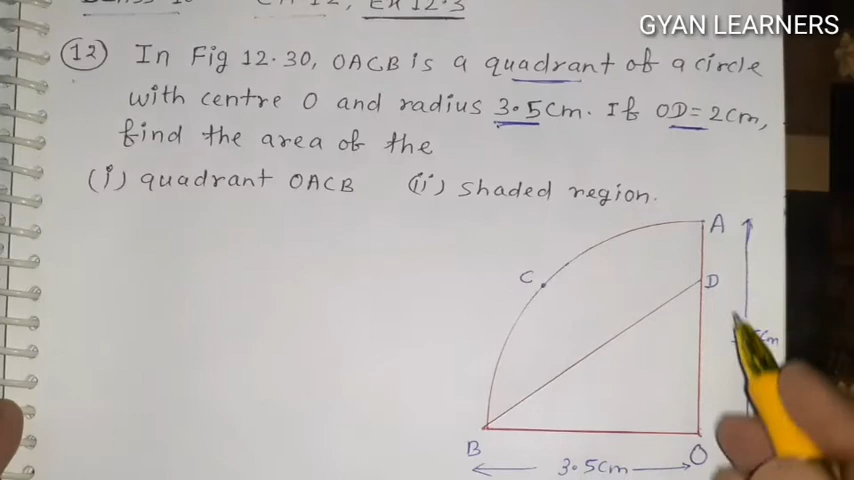 GYAN LEARNERS
(12) In Fig 12.30, OACB is a quadrant of a circle
with centre O and radius 3.5cm. If OD=2cm,
find the area of the
(i) quadrant OACB (ii) shaded region.
A
C
D
cm
B
O
3.5cm